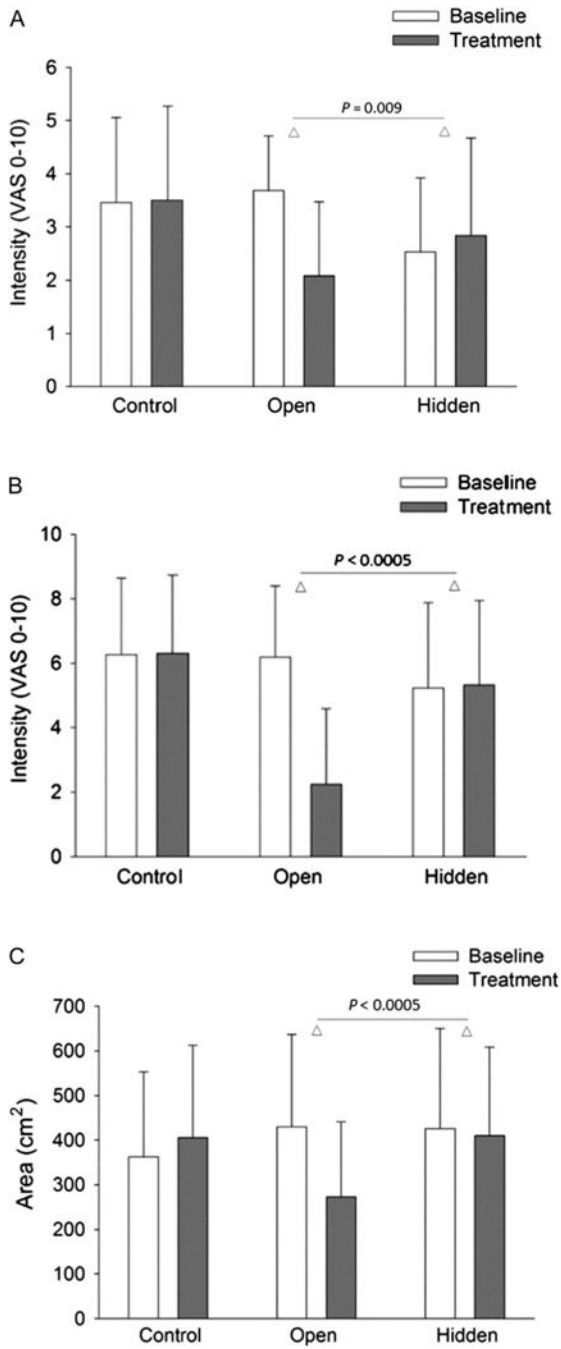 A
Baseline
Treatment
Intensity (VAS 0-10)
6
5
4
3
2
1
0
P = 0.009
Control Open Hidden
B
Baseline
Treatment
Intensity (VAS 0-10)
10
8
6
4
2
0
P < 0.0005
Control Open Hidden
C
Baseline
Treatment
Area (cm²)
700
600
500
400
300
200
100
0
P < 0.0005
Control Open Hidden